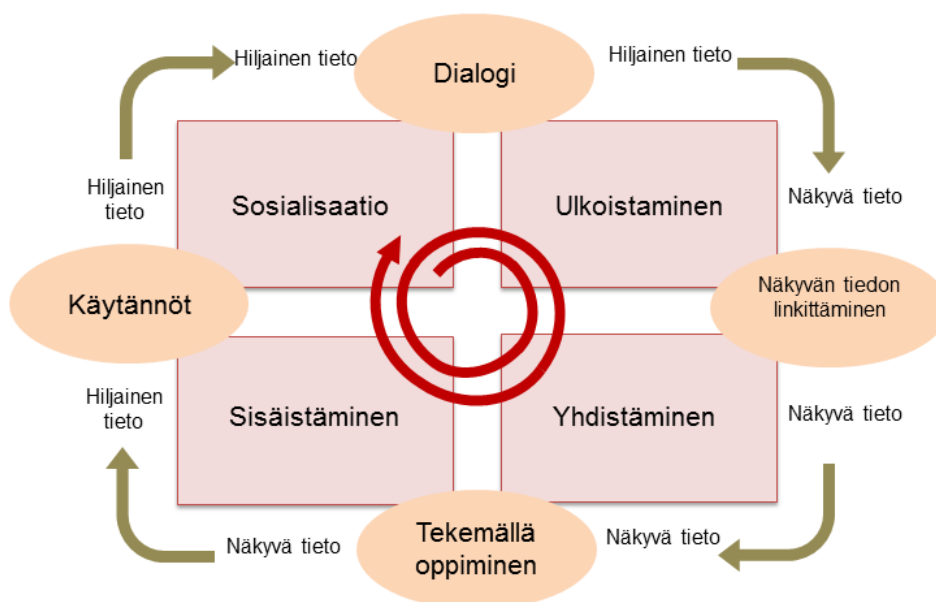 Hiljainen tieto
Dialogi
Hiljainen tieto
Hiljainen
tieto
Sosialisaatio
Ulkoistaminen
Näkyvä tieto
Käytännöt
Näkyvän tiedon
linkittäminen
Hiljainen
tieto
Sisäistäminen
Yhdistäminen
Näkyvä tieto
Näkyvä tieto
Tekemällä
oppiminen
Näkyvä tieto